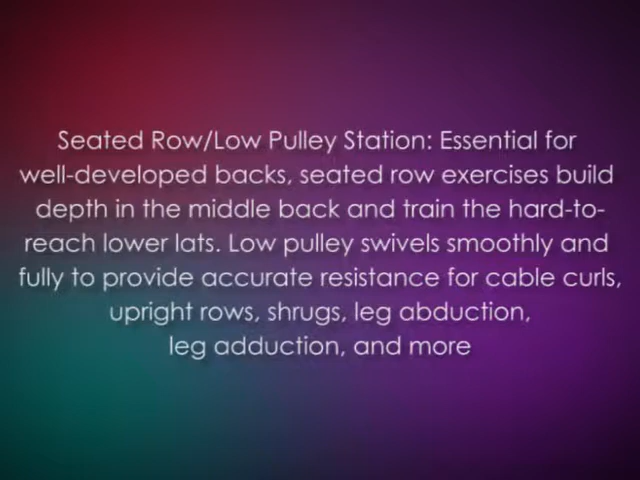 Seated Row/Low Pulley Station: Essential for
well-developed backs, seated row exercises build
depth in the middle back and train the hard-to-
reach lower lats. Low pulley swivels smoothly and
fully to provide accurate resistance for cable curls,
upright rows, shrugs, leg abduction,
leg adduction, and more